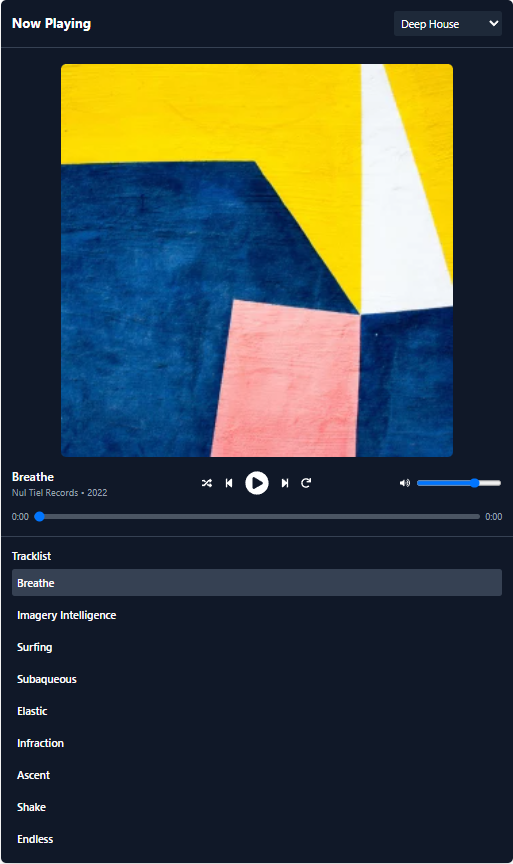 Now Playing
Deep House
Breathe
Nul Tiel Records • 2022
0:00
0:00
Tracklist
Breathe
Imagery Intelligence
Surfing
Subaqueous
Elastic
Infraction
Ascent
Shake
Endless